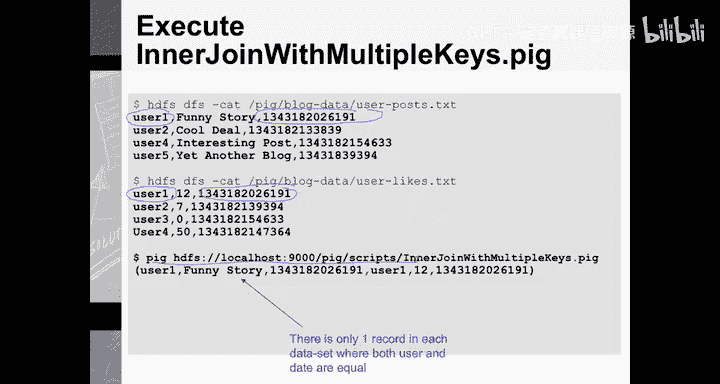 Execute
InnerJoinWithMultipleKeys.pig
bilibili
$ hdfs dfs -cat /pig/blog-data/user-posts.txt
user1,Funny Story,1343182026191
user2,Cool Deal,1343182133839
user4,Interesting Post,1343182154633
user5,Yet Another Blog,13431839394
$ hdfs dfs -cat /pig/blog-data/user-likes.txt
user1,12,1343182026191
user2,7,1343182139394
user3,0,1343182154633
User4,50,1343182147364
$ pig hdfs://localhost:9000/pig/scripts/InnerJoinWithMultipleKeys.pig
(user1,Funny Story,1343182026191,user1,12,1343182026191)
There is only 1 record in each
data-set where both user and
date are equal